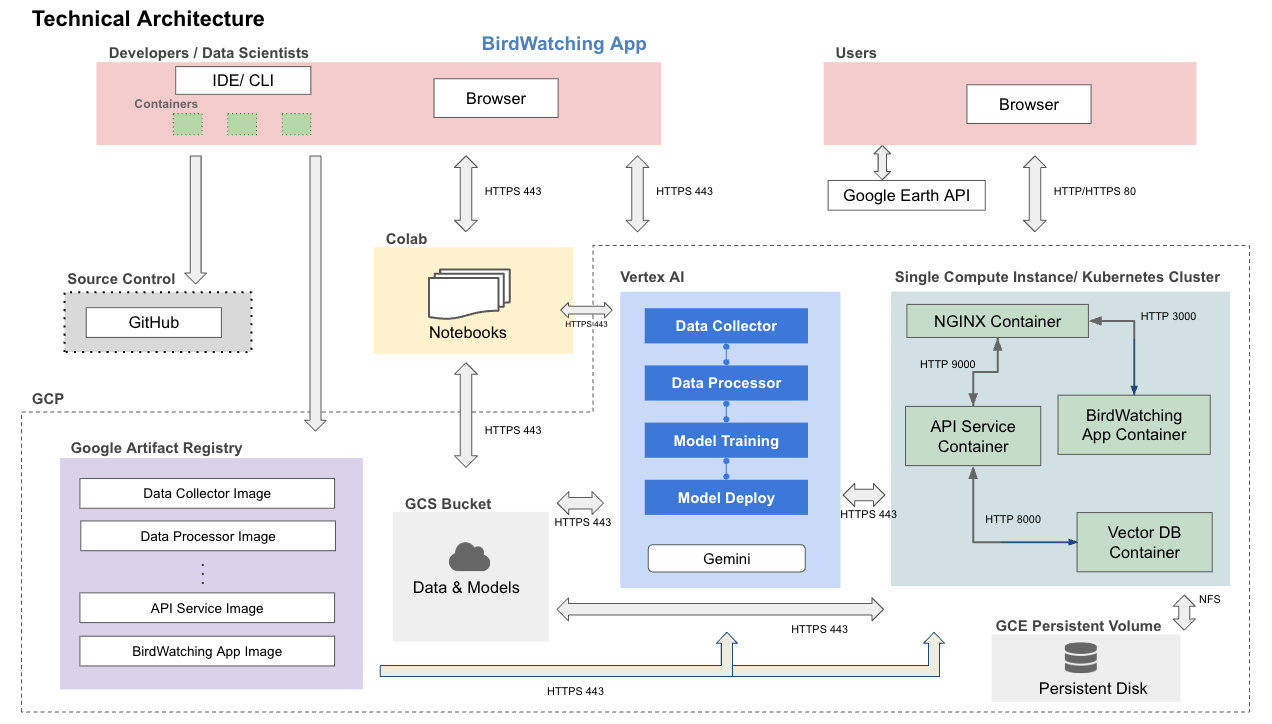 Technical Architecture
BirdWatching App
Developers / Data Scientists
IDE/ CLI
Containers
Browser
Users
Browser
Google Earth API
HTTPS 443
HTTPS 443
HTTP/HTTPS 80
Colab
Notebooks
HTTPS 443
Source Control
GitHub
GCP
Vertex AI
Data Collector
Data Processor
Model Training
Model Deploy
Gemini
Single Compute Instance/ Kubernetes Cluster
NGINX Container
HTTP 3000
HTTP 9000
API Service
Container
BirdWatching
App Container
HTTP 8000
Vector DB
Container
HTTPS 443
Google Artifact Registry
Data Collector Image
Data Processor Image
API Service Image
BirdWatching App Image
GCS Bucket
Data & Models
HTTPS 443
HTTPS 443
HTTPS 443
NFS
GCE Persistent Volume
Persistent Disk
HTTPS 443